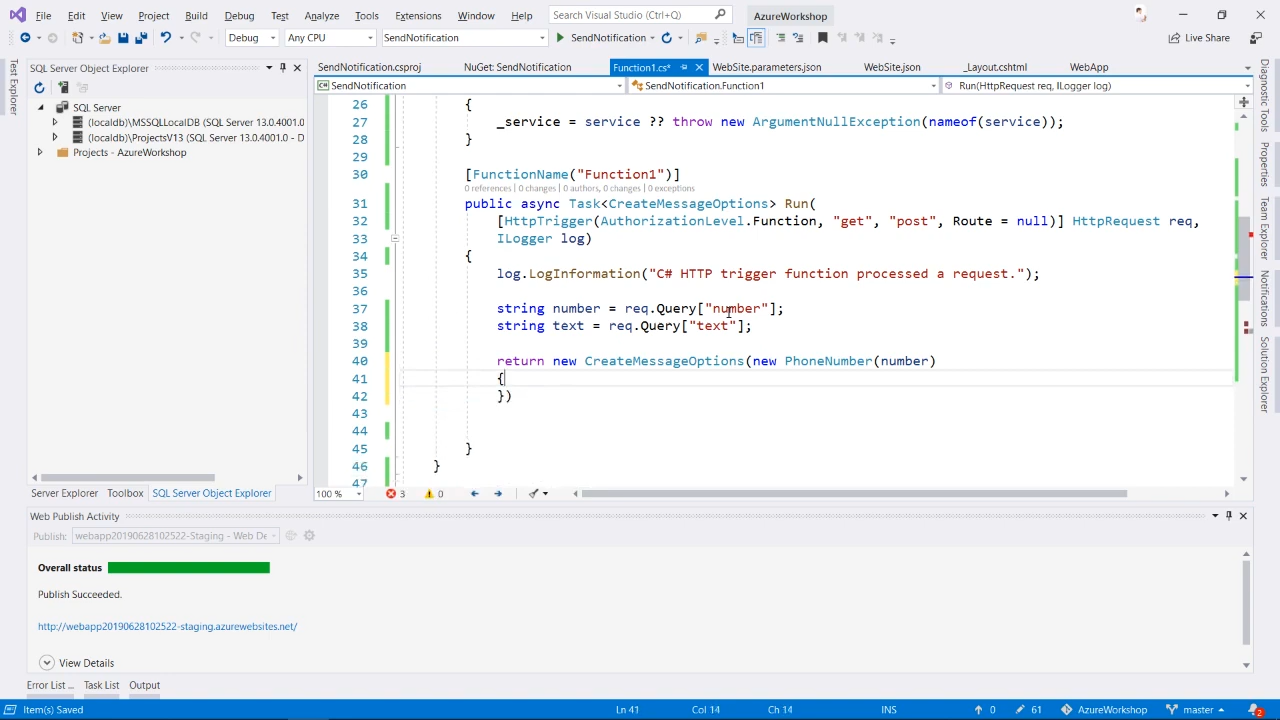 File Edit View Project Build Debug Test Analyze Tools Extensions Window Help Search Visual Studio (Ctrl+Q) AzureWorkshop
Debug Any CPU SendNotification SendNotification Live Share
Test Explorer
SQL Server Object Explorer
SQL Server
(localdb)\MSSQLLocalDB (SQL Server 13.0.4001.0
(localdb)\ProjectsV13 (SQL Server 13.0.4001.0 - D
Projects - AzureWorkshop
Server Explorer Toolbox SQL Server Object Explorer
SendNotification.csproj NuGet: SendNotification Function1.cs* WebSite.parameters.json WebSite.json _Layout.cshtml WebApp
SendNotification SendNotification.Function1 Run(HttpRequest req, ILogger log)
26 {
27 _service = service ?? throw new ArgumentNullException(nameof(service));
28 }
29
30 [FunctionName("Function1")]
0 references | 0 changes | 0 authors, 0 changes | 0 exceptions
31 public async Task<CreateMessageOptions> Run(
32 [HttpTrigger(AuthorizationLevel.Function, "get", "post", Route = null)] HttpRequest req,
33 ILogger log)
34 {
35 log.LogInformation("C# HTTP trigger function processed a request.");
36
37 string number = req.Query["number"];
38 string text = req.Query["text"];
39
40 return new CreateMessageOptions(new PhoneNumber(number)
41 {
42 })
43
44
45 }
46 }
47
100 % 3 0
Diagnostic Tools
Properties
Team Explorer
Notifications
Solution Explorer
Web Publish Activity
Publish: webapp20190628102522-Staging - Web De
Overall status
Publish Succeeded.
http://webapp20190628102522-staging.azurewebsites.net/
View Details
Error List ... Task List Output
Item(s) Saved Ln 41 Col 14 Ch 14 INS 0 61 AzureWorkshop master 2